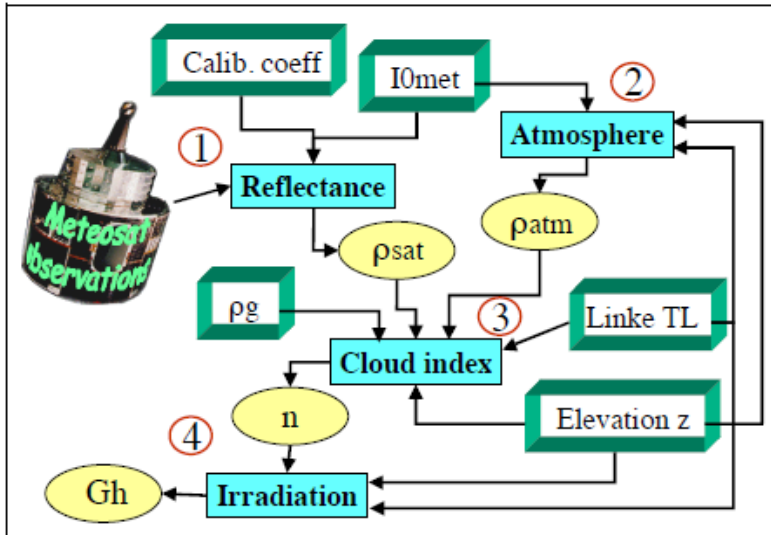 Calib. coeff
I0met
2
Atmosphere
1
Reflectance
Meteosat
observations
ρsat
ρatm
ρg
3
Linke TL
Cloud index
Elevation z
n
4
Gh
Irradiation